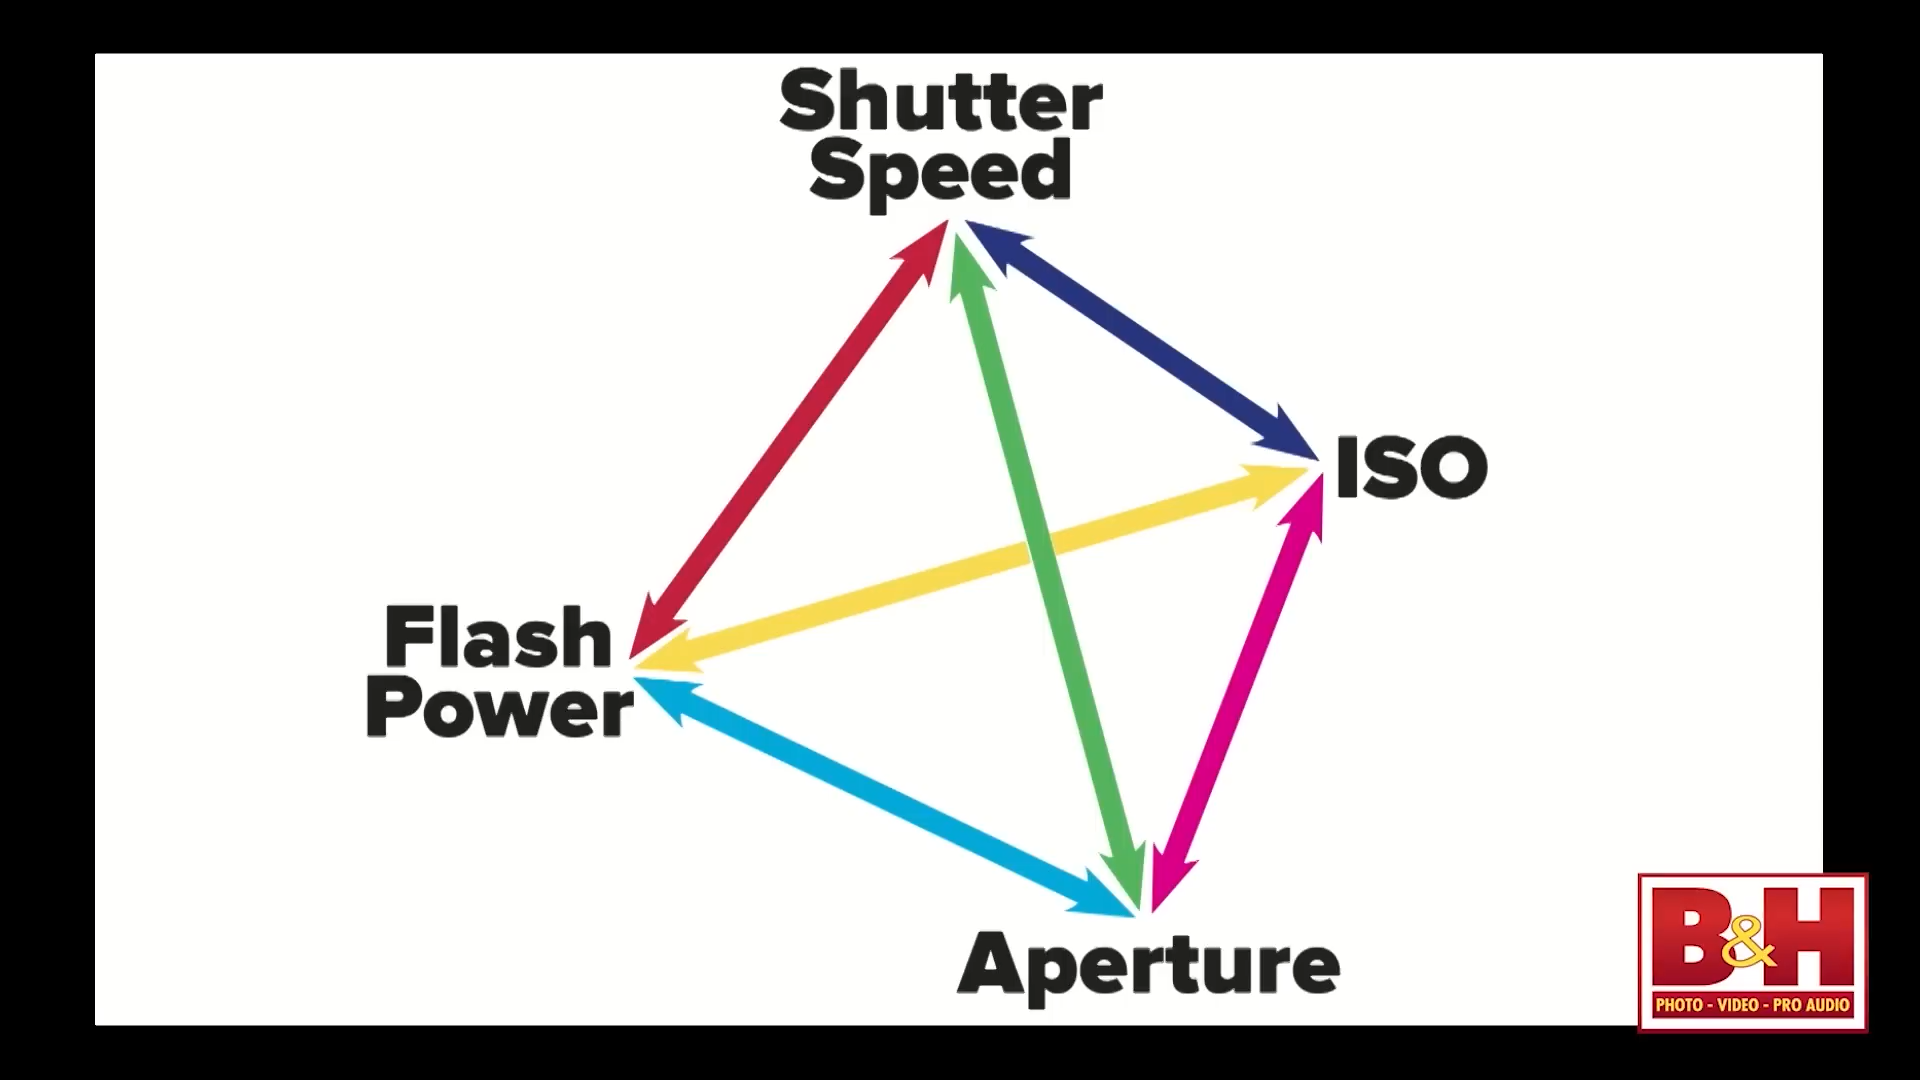 Shutter
Speed
ISO
Flash
Power
Aperture
B&H
PHOTO - VIDEO - PRO AUDIO